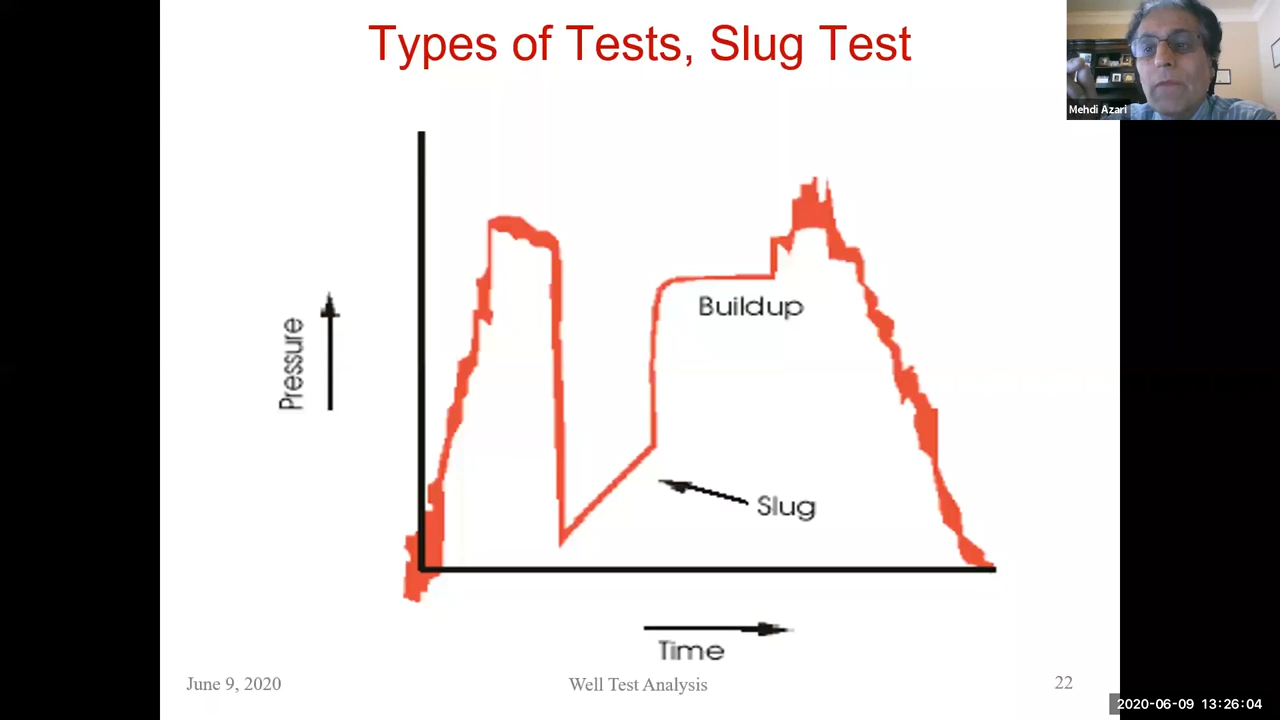 Types of Tests, Slug Test
Mehdi Azari
Pressure
Buildup
Slug
Time
June 9, 2020
Well Test Analysis
22
2020-06-09 13:26:04